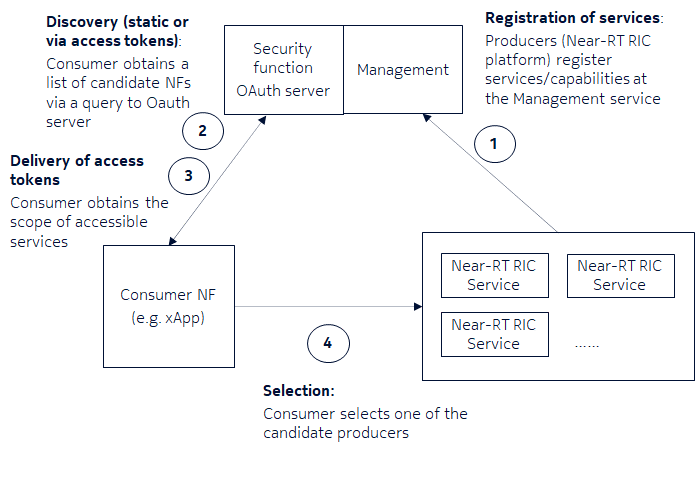 Discovery (static or
via access tokens):
Consumer obtains a
list of candidate NFs
via a query to Oauth
server
Security
function
OAuth server
Management
Registration of services:
Producers (Near-RT RIC
platform) register
services/capabilities at
the Management service
2
1
Delivery of access
tokens
3
Consumer obtains the
scope of accessible
services
Consumer NF
(e.g. xApp)
Near-RT RIC
Service
Near-RT RIC
Service
Near-RT RIC
Service
......
4
Selection:
Consumer selects one of the
candidate producers